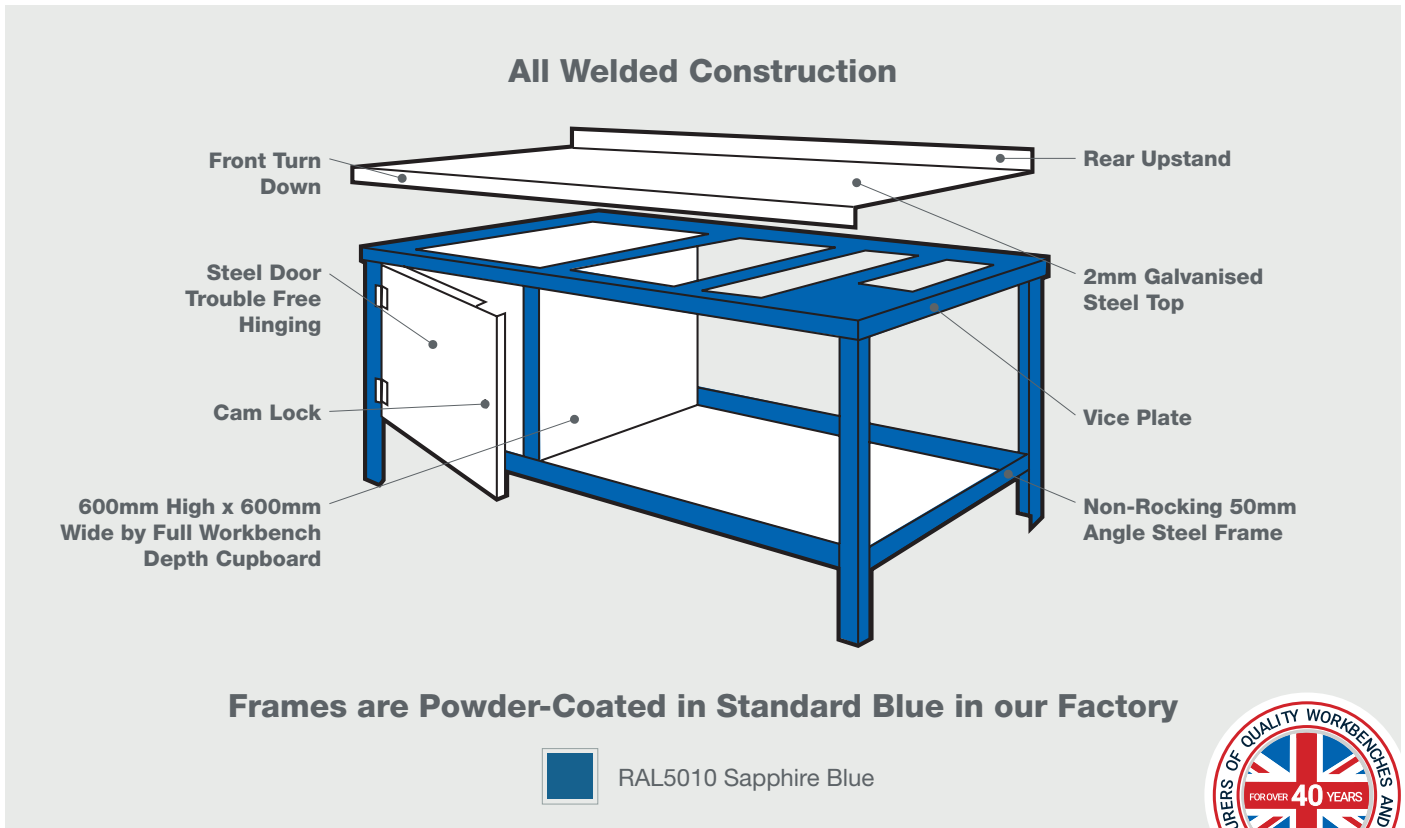 All Welded Construction
Front Turn
Down
Rear Upstand
Steel Door
Trouble Free
Hinging
2mm Galvanised
Steel Top
Cam Lock
Vice Plate
600mm High x 600mm
Wide by Full Workbench
Depth Cupboard
Non-Rocking 50mm
Angle Steel Frame
Frames are Powder-Coated in Standard Blue in our Factory
RAL5010 Sapphire Blue
OF QUALITY WORKBENCHES AND
FOR OVER 40 YEARS